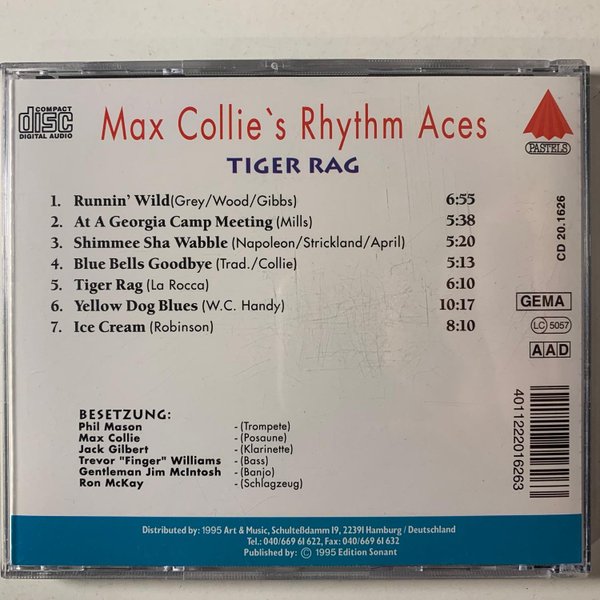 COMPACT
disc
DIGITAL AUDIO
Max Collie`s Rhythm Aces
TIGER RAG
PASTELS
1. Runnin' Wild(Grey/Wood/Gibbs) 6:55
2. At A Georgia Camp Meeting (Mills) 5:38
3. Shimmee Sha Wabble (Napoleon/Strickland/April) 5:20
4. Blue Bells Goodbye (Trad./Collie) 5:13
5. Tiger Rag (La Rocca) 6:10
6. Yellow Dog Blues (W.C. Handy) 10:17
7. Ice Cream (Robinson) 8:10
CD 20.1626
GEMA
LC 5057
AAD
4011222016263
BESETZUNG:
Phil Mason - (Trompete)
Max Collie - (Posaune)
Jack Gilbert - (Klarinette)
Trevor "Finger" Williams - (Bass)
Gentleman Jim McIntosh - (Banjo)
Ron McKay - (Schlagzeug)
Distributed by: 1995 Art & Music, Schulteßdamm 19, 22391 Hamburg / Deutschland
Tel.: 040/669 61 622, Fax: 040/669 61 632
Published by: © 1995 Edition Sonant